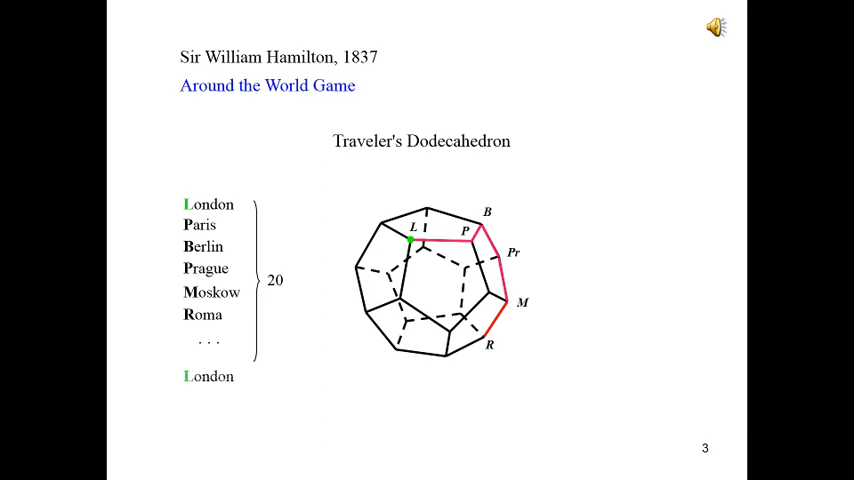 Sir William Hamilton, 1837
Around the World Game
Traveler's Dodecahedron
London
Paris
Berlin
Prague
Moskow
Roma
. . .
London
20
L
P
B
Pr
M
R
3